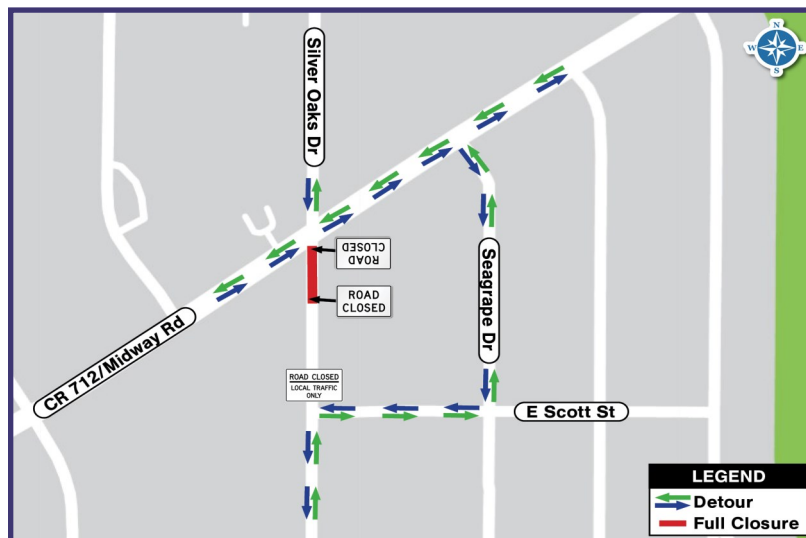 Silver Oaks Dr
N
W E
S
ROAD
CLOSED
ROAD
CLOSED
Seagrape Dr
CR 712/Midway Rd
ROAD CLOSED
LOCAL TRAFFIC
ONLY
E Scott St
LEGEND
Detour
Full Closure